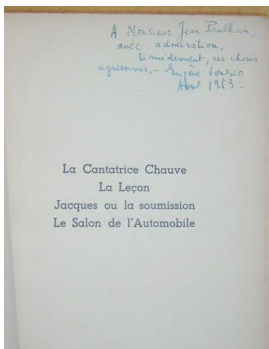 A Monsieur Jean Paulhan,
avec admiration,
timidement, ces choses
agressives, - Eugène Ionesco
Avril 1953 -
La Cantatrice Chauve
La Leçon
Jacques ou la soumission
Le Salon de l'Automobile